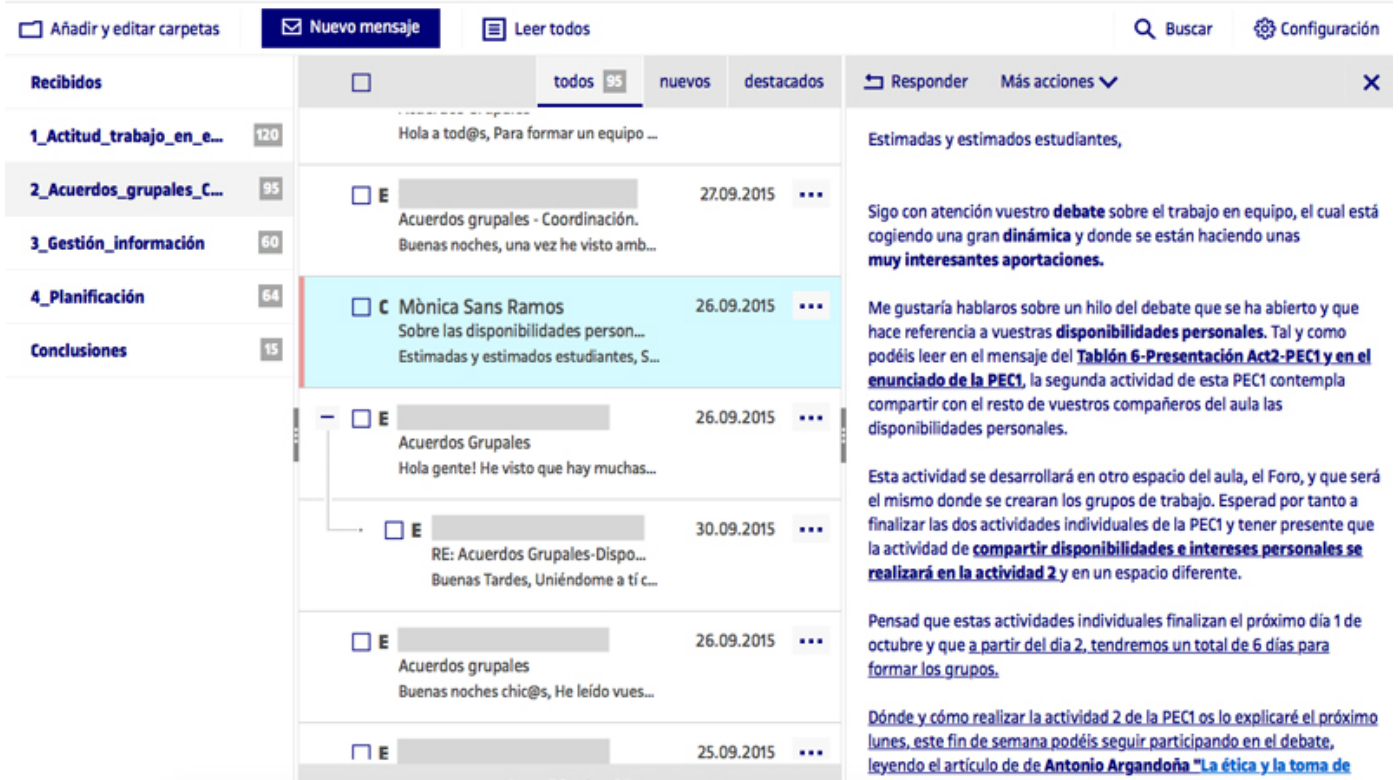 Añadir y editar carpetas
Nuevo mensaje
Leer todos
Buscar
Configuración
Recibidos
1_Actitud_trabajo_en_e... 120
2_Acuerdos_grupales_C... 95
3_Gestión_información 60
4_Planificación 64
Conclusiones 15
todos 95 nuevos destacados
Hola a tod@s, Para formar un equipo ...
E 27.09.2015
Acuerdos grupales - Coordinación.
Buenas noches, una vez he visto amb...
C Mònica Sans Ramos 26.09.2015
Sobre las disponibilidades person...
Estimadas y estimados estudiantes, S...
E 26.09.2015
Acuerdos Grupales
Hola gente! He visto que hay muchas...
E 30.09.2015
RE: Acuerdos Grupales-Dispo...
Buenas Tardes, Uniéndome a tí c...
E 26.09.2015
Acuerdos grupales
Buenas noches chic@s, He leído vues...
E 25.09.2015
Responder Más acciones
Estimadas y estimados estudiantes,
Sigo con atención vuestro debate sobre el trabajo en equipo, el cual está
cogiendo una gran dinámica y donde se están haciendo unas
muy interesantes aportaciones.
Me gustaría hablaros sobre un hilo del debate que se ha abierto y que
hace referencia a vuestras disponibilidades personales. Tal y como
podéis leer en el mensaje del Tablón 6-Presentación Act2-PEC1 y en el
enunciado de la PEC1, la segunda actividad de esta PEC1 contempla
compartir con el resto de vuestros compañeros del aula las
disponibilidades personales.
Esta actividad se desarrollará en otro espacio del aula, el Foro, y que será
el mismo donde se crearan los grupos de trabajo. Esperad por tanto a
finalizar las dos actividades individuales de la PEC1 y tener presente que
la actividad de compartir disponibilidades e intereses personales se
realizará en la actividad 2 y en un espacio diferente.
Pensad que estas actividades individuales finalizan el próximo día 1 de
octubre y que a partir del dia 2, tendremos un total de 6 días para
formar los grupos.
Dónde y cómo realizar la actividad 2 de la PEC1 os lo explicaré el próximo
lunes, este fin de semana podéis seguir participando en el debate,
leyendo el artículo de de Antonio Argandoña "La ética y la toma de